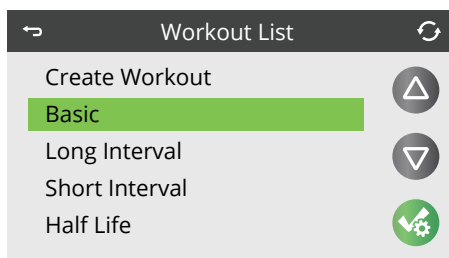 Workout List
Create Workout
Basic
Long Interval
Short Interval
Half Life